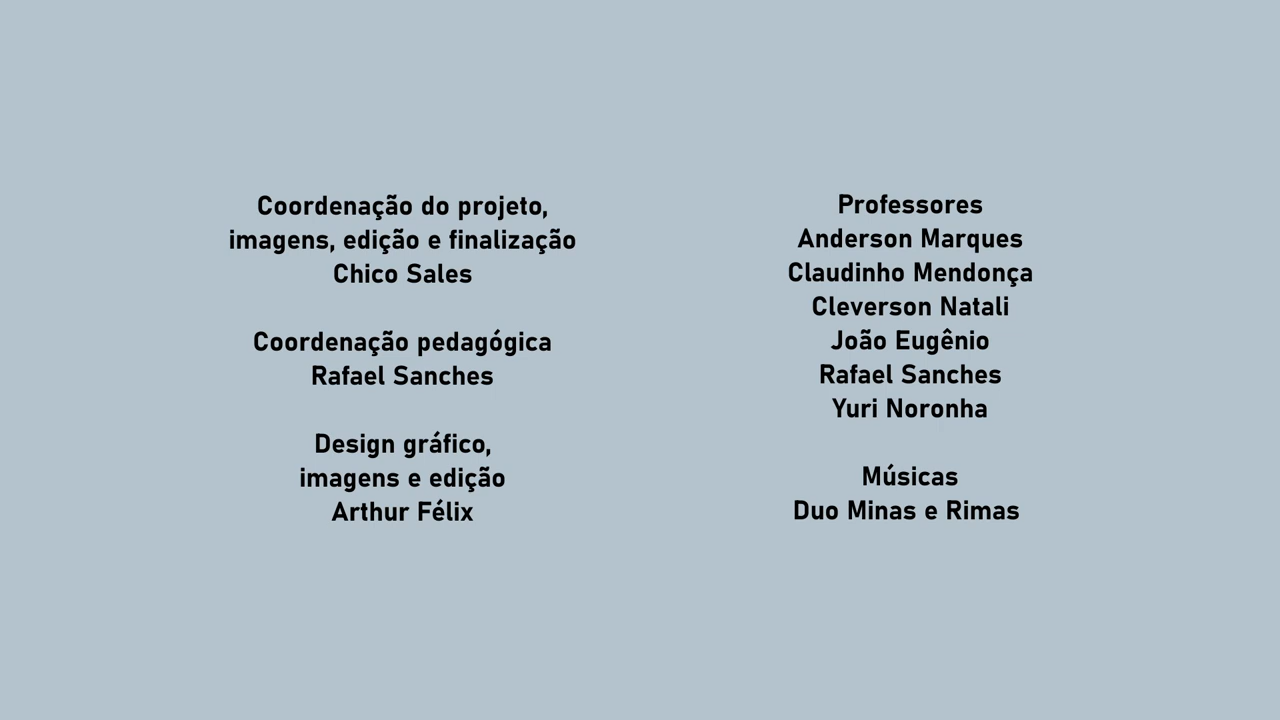 Coordenação do projeto,
imagens, edição e finalização
Chico Sales
Coordenação pedagógica
Rafael Sanches
Design gráfico,
imagens e edição
Arthur Félix
Professores
Anderson Marques
Claudinho Mendonça
Cleverson Natali
João Eugênio
Rafael Sanches
Yuri Noronha
Músicas
Duo Minas e Rimas